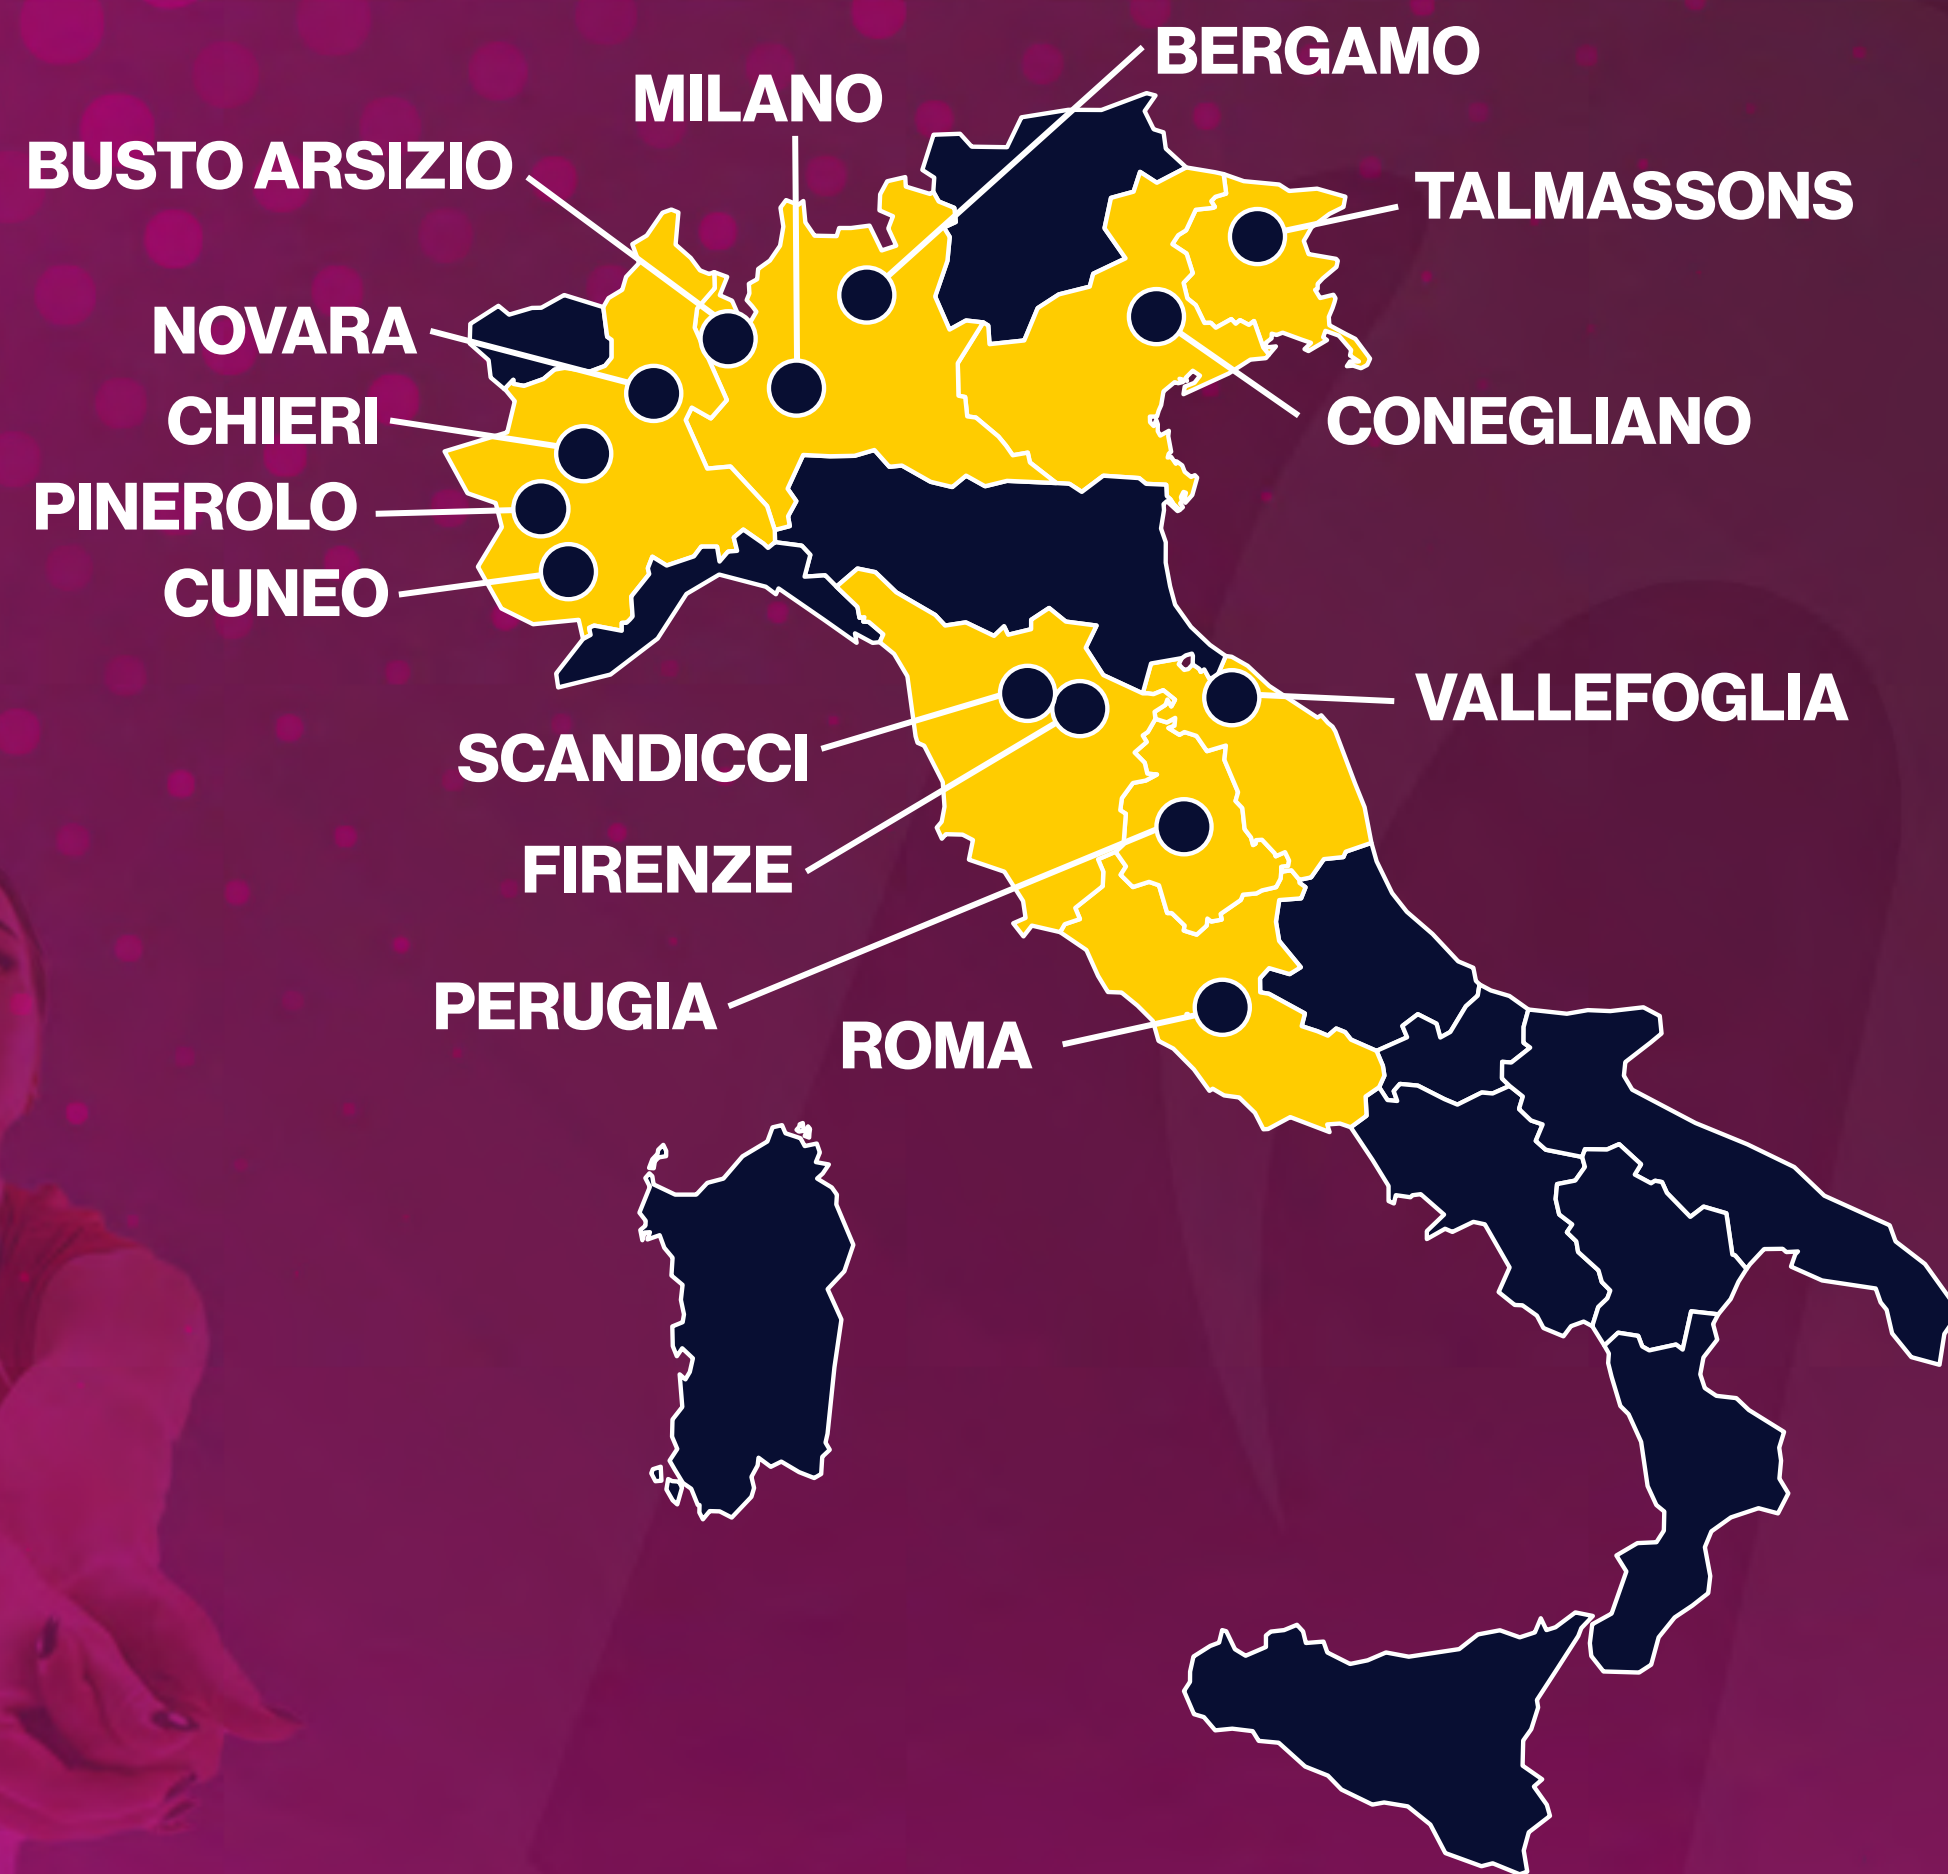 BERGAMO
MILANO
BUSTO ARSIZIO
TALMASSONS
NOVARA
CHIERI
CONEGLIANO
PINEROLO
CUNEO
VALLEFOGLIA
SCANDICCI
FIRENZE
PERUGIA
ROMA